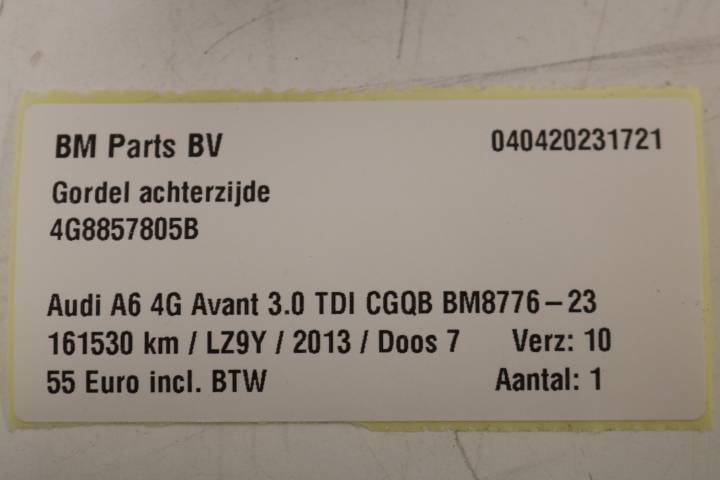 BM Parts BV 040420231721
Gordel achterzijde
4G8857805B
Audi A6 4G Avant 3.0 TDI CGQB BM8776-23
161530 km / LZ9Y / 2013 / Doos 7 Verz: 10
55 Euro incl. BTW Aantal: 1